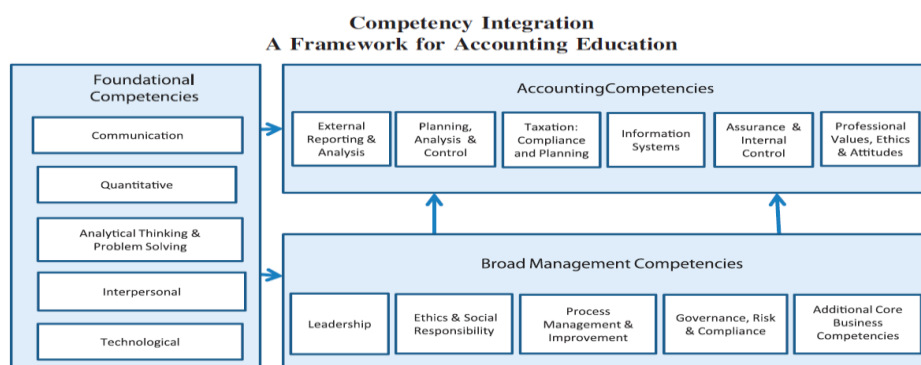 Competency Integration
A Framework for Accounting Education
Foundational
Competencies
Communication
Quantitative
Analytical Thinking &
Problem Solving
Interpersonal
Technological
AccountingCompetencies
External
Reporting &
Analysis
Planning,
Analysis &
Control
Taxation:
Compliance
and Planning
Information
Systems
Assurance &
Internal
Control
Professional
Values, Ethics
& Attitudes
Broad Management Competencies
Leadership
Ethics & Social
Responsibility
Process
Management &
Improvement
Governance, Risk
& Compliance
Additional Core
Business
Competencies